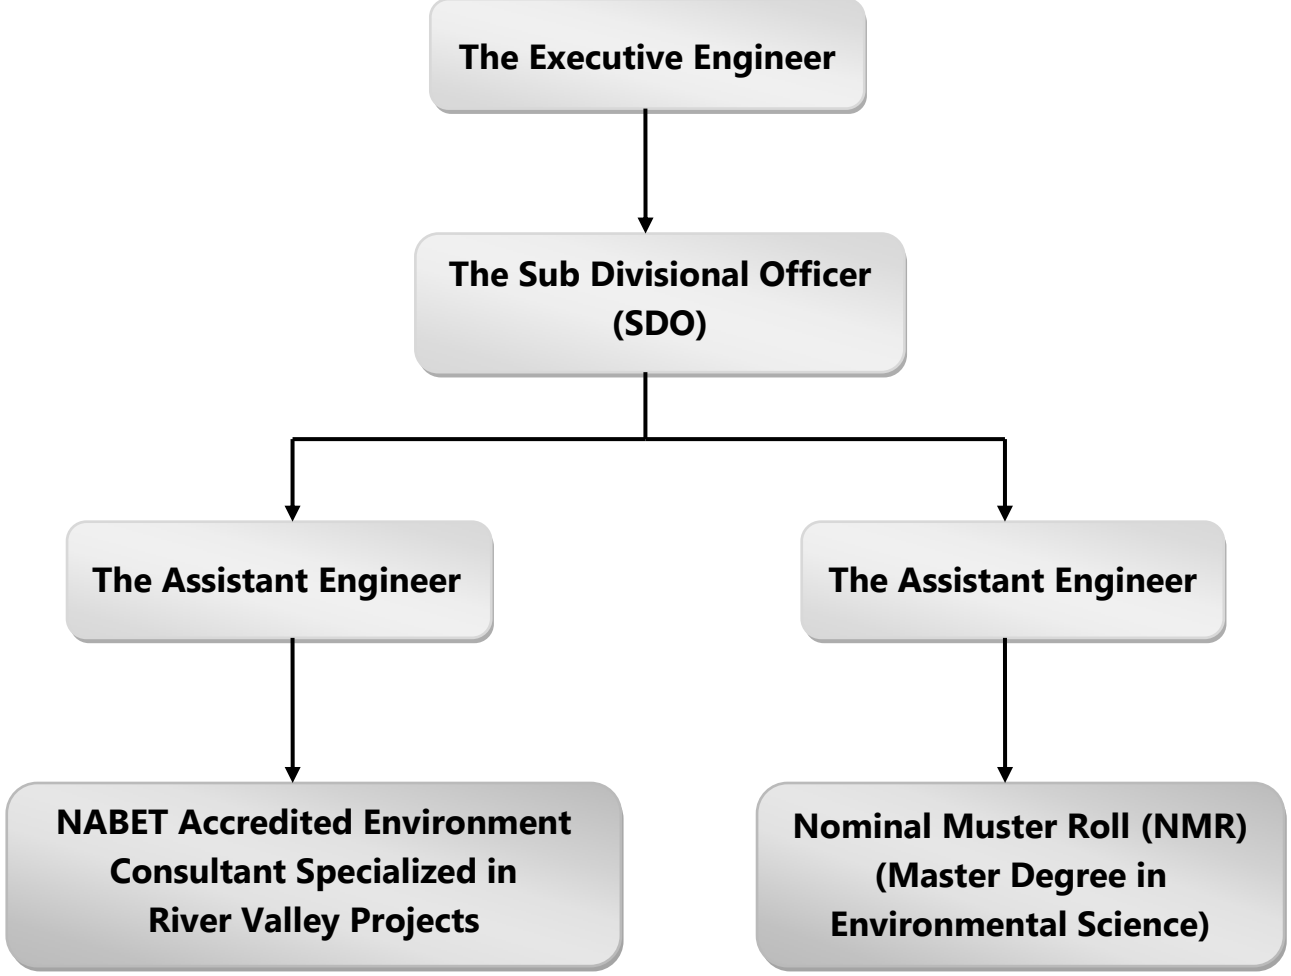 The Executive Engineer
The Sub Divisional Officer
(SDO)
The Assistant Engineer
The Assistant Engineer
NABET Accredited Environment
Consultant Specialized in
River Valley Projects
Nominal Muster Roll (NMR)
(Master Degree in
Environmental Science)